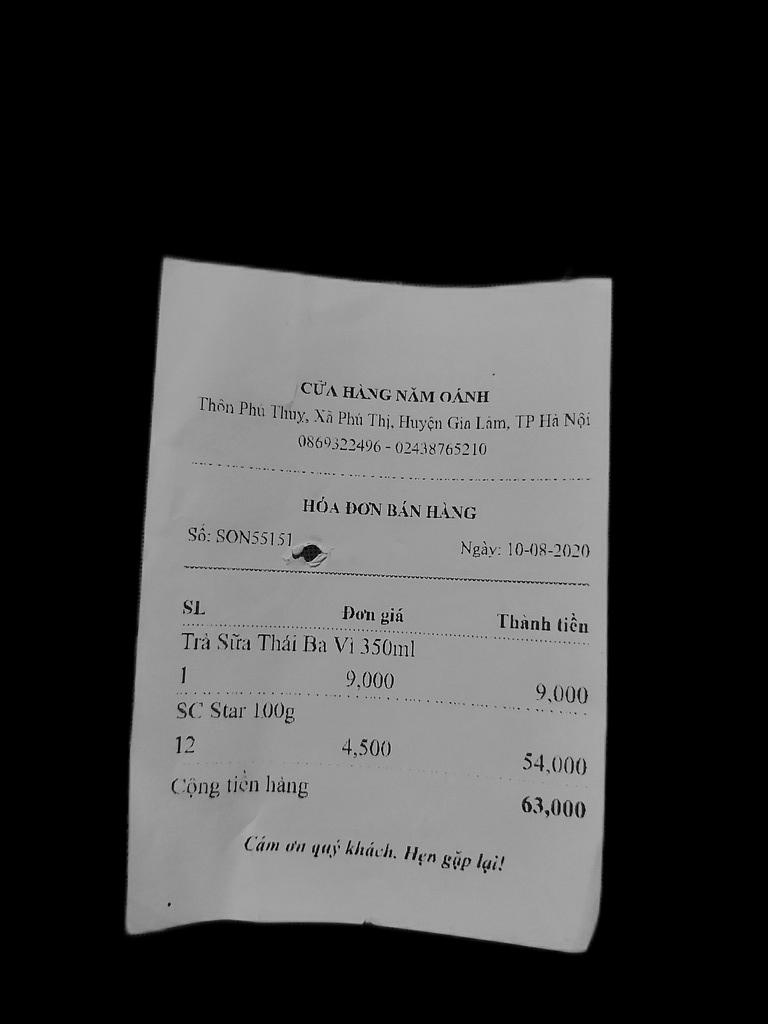 CỬA HÀNG NĂM OÁNH
Thôn Phú Thụy, Xã Phú Thị, Huyện Gia Lâm, TP Hà Nội
0869322496 - 02438765210
HÓA ĐƠN BÁN HÀNG
Số: SON55151 Ngày: 10-08-2020
SL Đơn giá Thành tiền
Trà Sữa Thái Ba Vì 350ml
1 9,000 9,000
SC Star 100g
12 4,500 54,000
Cộng tiền hàng 63,000
Cám ơn quý khách. Hẹn gặp lại!